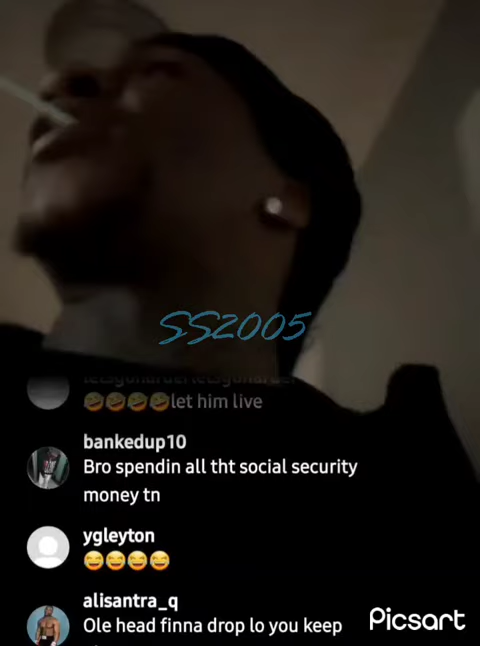 SS2005
🤣🤣🤣🤣let him live
bankedup10
Bro spendin all tht social security
money tn
ygleyton
😆😆😆😆
alisantra_q
Ole head finna drop lo you keep
Picsart